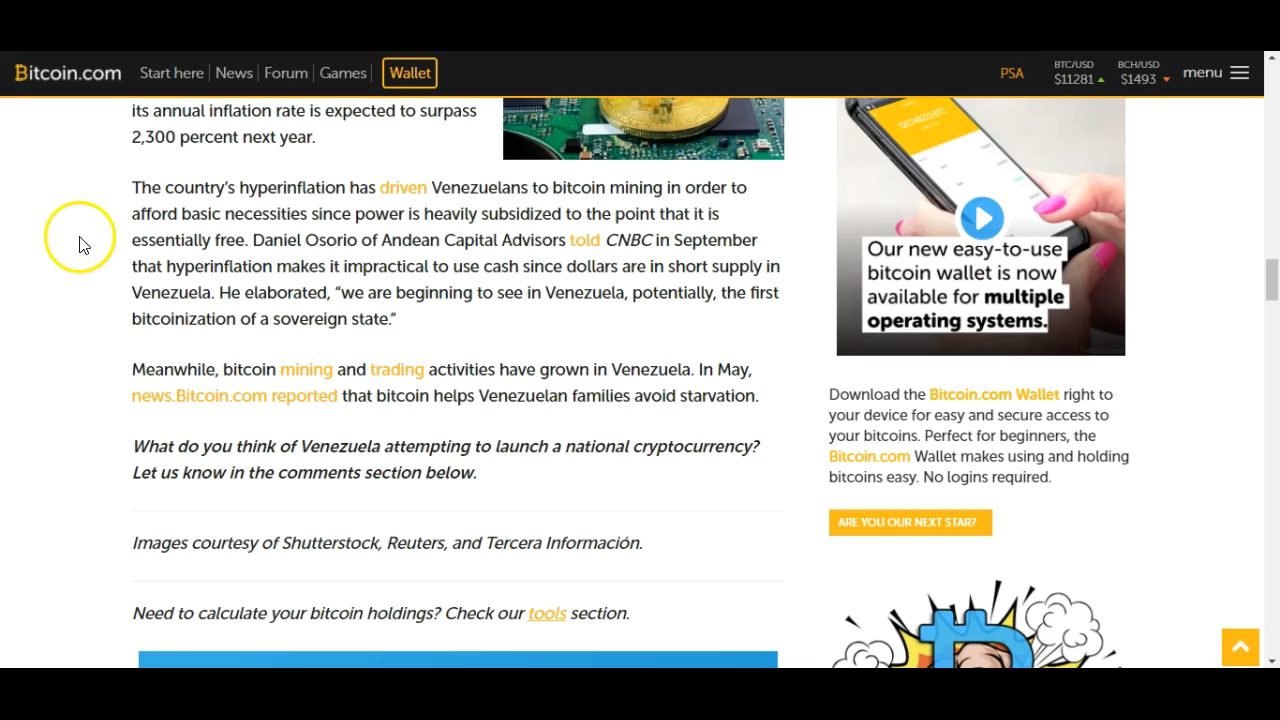 Bitcoin.com Start here News Forum Games Wallet PSA BTC/USD $11281 BCH/USD $1493 menu
its annual inflation rate is expected to surpass
2,300 percent next year.
The country's hyperinflation has driven Venezuelans to bitcoin mining in order to
afford basic necessities since power is heavily subsidized to the point that it is
essentially free. Daniel Osorio of Andean Capital Advisors told CNBC in September
that hyperinflation makes it impractical to use cash since dollars are in short supply in
Venezuela. He elaborated, “we are beginning to see in Venezuela, potentially, the first
bitcoinization of a sovereign state.”
Meanwhile, bitcoin mining and trading activities have grown in Venezuela. In May,
news.Bitcoin.com reported that bitcoin helps Venezuelan families avoid starvation.
What do you think of Venezuela attempting to launch a national cryptocurrency?
Let us know in the comments section below.
Images courtesy of Shutterstock, Reuters, and Tercera Información.
Need to calculate your bitcoin holdings? Check our tools section.
Our new easy-to-use
bitcoin wallet is now
available for multiple
operating systems.
Download the Bitcoin.com Wallet right to
your device for easy and secure access to
your bitcoins. Perfect for beginners, the
Bitcoin.com Wallet makes using and holding
bitcoins easy. No logins required.
ARE YOU OUR NEXT STAR?